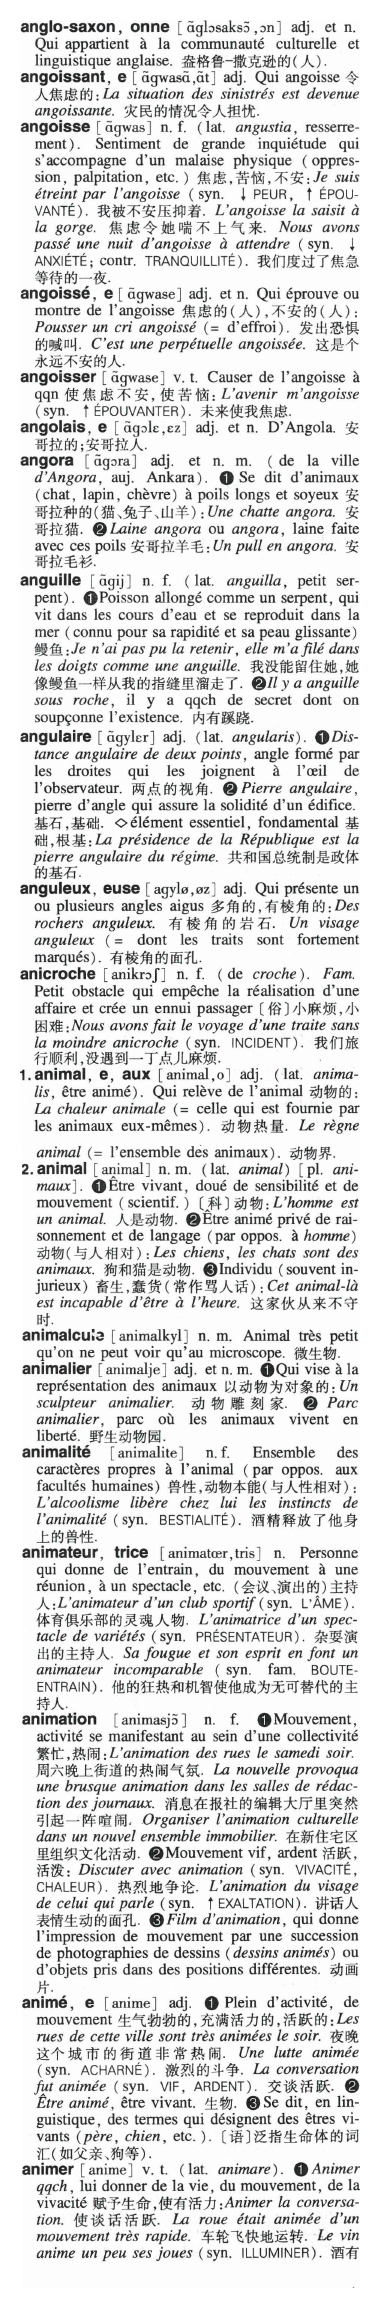 anglo-saxon, onne [ ɑ̃glɔsaksɔ̃,ɔn] adj. et n.
Qui appartient à la communauté culturelle et
linguistique anglaise. 盎格鲁-撒克逊的(人).
angoissant, e [ ɑ̃gwasɑ̃,ɑ̃t] adj. Qui angoisse 令
人焦虑的: La situation des sinistrés est devenue
angoissante. 灾民的情况令人担忧.
angoisse [ ɑ̃gwas] n. f. ( lat. angustia, resserre-
ment). Sentiment de grande inquiétude qui
s'accompagne d'un malaise physique ( oppres-
sion, palpitation, etc. ) 焦虑,苦恼,不安: Je suis
étreint par l'angoisse ( syn. ↓ PEUR, ↑ ÉPOU-
VANTÉ). 我被不安压抑着. L'angoisse la saisit à
la gorge. 焦虑令她喘不上气来. Nous avons
passé une nuit d'angoisse à attendre ( syn. ↓
ANXIÉTÉ; contr. TRANQUILLITÉ). 我们度过了焦急
等待的一夜.
angoissé, e [ ɑ̃gwase] adj. et n. Qui éprouve ou
montre de l'angoisse 焦虑的(人),不安的(人):
Pousser un cri angoissé (= d'effroi). 发出恐惧
的喊叫. C'est une perpétuelle angoissée. 这是个
永远不安的人.
angoisser [ ɑ̃gwase] v. t. Causer de l'angoisse à
qqn 使焦虑不安,使苦恼: L'avenir m'angoisse
(syn. ↑ ÉPOUVANTER). 未来使我焦虑.
angolais, e [ ɑ̃gɔlɛ,ɛz] adj. et n. D'Angola. 安
哥拉的;安哥拉人.
angora [ ɑ̃gɔra] adj. et n. m. ( de la ville
d'Angora, auj. Ankara). ❶ Se dit d'animaux
(chat, lapin, chèvre) à poils longs et soyeux 安
哥拉种的(猫、兔子、山羊): Une chatte angora. 安
哥拉猫. ❷ Laine angora ou angora, laine faite
avec ces poils 安哥拉羊毛: Un pull en angora. 安
哥拉毛衫.
anguille [ ɑ̃gij] n. f. ( lat. anguilla, petit ser-
pent). ❶Poisson allongé comme un serpent, qui
vit dans les cours d'eau et se reproduit dans la
mer ( connu pour sa rapidité et sa peau glissante)
鳗鱼: Je n'ai pas pu la retenir, elle m'a filé dans
les doigts comme une anguille. 我没能留住她,她
像鳗鱼一样从我的指缝里溜走了. ❷Il y a anguille
sous roche, il y a qqch de secret dont on
soupçonne l'existence. 内有蹊跷.
angulaire [ ɑ̃gylɛr] adj. (lat. angularis). ❶Dis-
tance angulaire de deux points, angle formé par
les droites qui les joignent à l'œil de
l'observateur. 两点的视角. ❷ Pierre angulaire,
pierre d'angle qui assure la solidité d'un édifice.
基石,基础. ◇élément essentiel, fondamental 基
础,根基: La présidence de la République est la
pierre angulaire du régime. 共和国总统制是政体
的基石.
anguleux, euse [ ɑgylø,øz] adj. Qui présente un
ou plusieurs angles aigus 多角的,有棱角的: Des
rochers anguleux. 有棱角的岩石. Un visage
anguleux (= dont les traits sont fortement
marqués). 有棱角的面孔.
anicroche [ anikrɔʃ] n. f. ( de croche). Fam.
Petit obstacle qui empêche la réalisation d'une
affaire et crée un ennui passager [俗]小麻烦,小
困难: Nous avons fait le voyage d'une traite sans
la moindre anicroche ( syn. INCIDENT). 我们旅
行顺利,没遇到一丁点儿麻烦.
1. animal, e, aux [ animal,o] adj. ( lat. anima-
lis, être animé). Qui relève de l'animal 动物的:
La chaleur animale (= celle qui est fournie par
les animaux eux-mêmes). 动物热量. Le règne
animal (= l'ensemble des animaux). 动物界.
2. animal [ animal] n. m. ( lat. animal) [ pl. ani-
maux]. ❶Être vivant, doué de sensibilité et de
mouvement ( scientif. ) [科]动物: L'homme est
un animal. 人是动物. ❷Être animé privé de rai-
sonnement et de langage ( par oppos. à homme)
动物(与人相对): Les chiens, les chats sont des
animaux. 狗和猫是动物. ❸Individu ( souvent in-
jurieux) 畜生,蠢货(常作骂人话): Cet animal-là
est incapable d'être à l'heure. 这家伙从来不守
时.
animalcule [ animalkyl] n. m. Animal très petit
qu'on ne peut voir qu'au microscope. 微生物.
animalier [ animalje] adj. et n. m. ❶Qui vise à la
représentation des animaux 以动物为对象的: Un
sculpteur animalier. 动物雕刻家. ❷ Parc
animalier, parc où les animaux vivent en
liberté. 野生动物园.
animalité [ animalite] n. f. Ensemble des
caractères propres à l'animal ( par oppos. aux
facultés humaines) 兽性,动物本能(与人性相对):
L'alcoolisme libère chez lui les instincts de
l'animalité ( syn. BESTIALITÉ). 酒精释放了他身
上的兽性.
animateur, trice [ animatœr,tris] n. Personne
qui donne de l'entrain, du mouvement à une
réunion, à un spectacle, etc. (会议、演出的)主持
人: L'animateur d'un club sportif ( syn. L'ÂME).
体育俱乐部的灵魂人物. L'animatrice d'un spec-
tacle de variétés ( syn. PRÉSENTATEUR). 杂耍演
出的主持人. Sa fougue et son esprit en font un
animateur incomparable ( syn. fam. BOUTE-
ENTRAIN). 他的狂热和机智使他成为无可替代的主
持人.
animation [ animasjɔ̃] n. f. ❶Mouvement,
activité se manifestant au sein d'une collectivité
繁忙,热闹: L'animation des rues le samedi soir.
周六晚上街道的热闹气氛. La nouvelle provoqua
une brusque animation dans les salles de rédac-
tion des journaux. 消息在报社的编辑大厅里突然
引起一阵喧闹. Organiser l'animation culturelle
dans un nouvel ensemble immobilier. 在新住宅区
里组织文化活动. ❷Mouvement vif, ardent 活跃,
活泼: Discuter avec animation ( syn. VIVACITÉ,
CHALEUR). 热烈地争论. L'animation du visage
de celui qui parle ( syn. ↑ EXALTATION). 讲话人
表情生动的面孔. ❸Film d'animation, qui donne
l'impression de mouvement par une succession
de photographies de dessins ( dessins animés) ou
d'objets pris dans des positions différentes. 动画
片.
animé, e [ anime] adj. ❶ Plein d'activité, de
mouvement 生气勃勃的,充满活力的,活跃的: Les
rues de cette ville sont très animées le soir. 夜晚
这个城市的街道非常热闹. Une lutte animée
(syn. ACHARNÉ). 激烈的斗争. La conversation
fut animée ( syn. VIF, ARDENT). 交谈活跃. ❷
Être animé, être vivant. 生物. ❸Se dit, en lin-
guistique, des termes qui désignent des êtres vi-
vants (père, chien, etc. ). [语]泛指生命体的词
汇(如父亲、狗等).
animer [ anime] v. t. ( lat. animare). ❶ Animer
qqch, lui donner de la vie, du mouvement, de la
vivacité 赋予生命,使有活力: Animer la conversa-
tion. 使谈话活跃. La roue était animée d'un
mouvement très rapide. 车轮飞快地运转. Le vin
anime un peu ses joues ( syn. ILLUMINER). 酒有